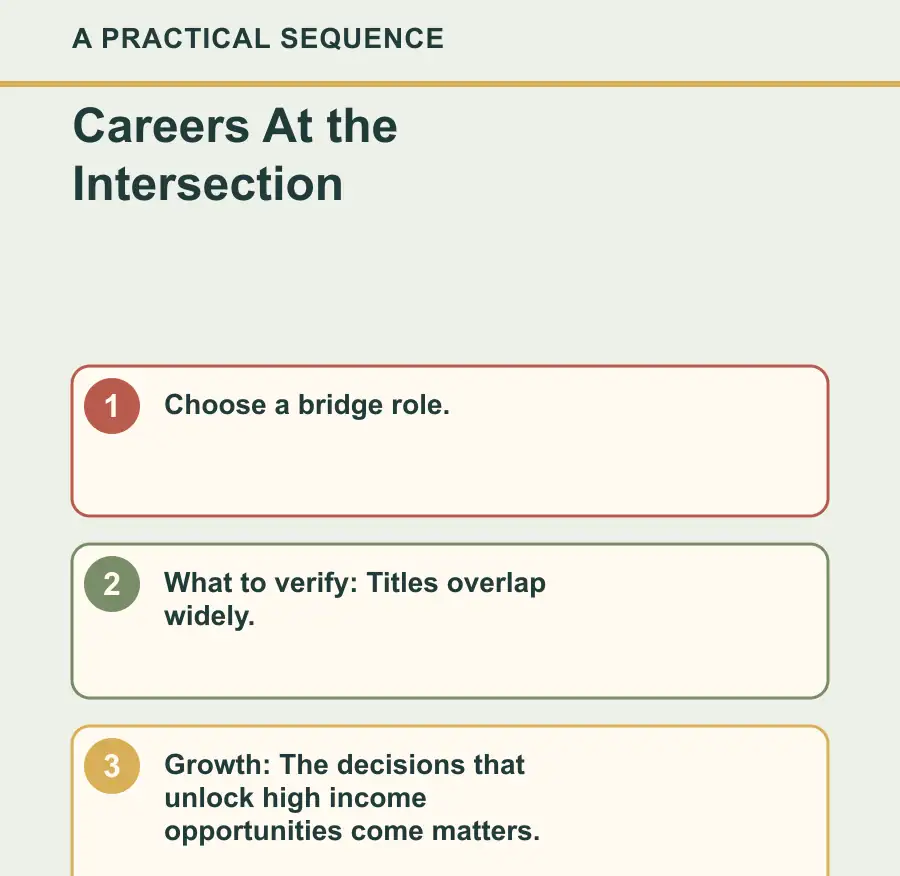 A PRACTICAL SEQUENCE
Careers At the
Intersection
1
Choose a bridge role.
2
What to verify: Titles overlap
widely.
3
Growth: The decisions that
unlock high income
opportunities come matters.